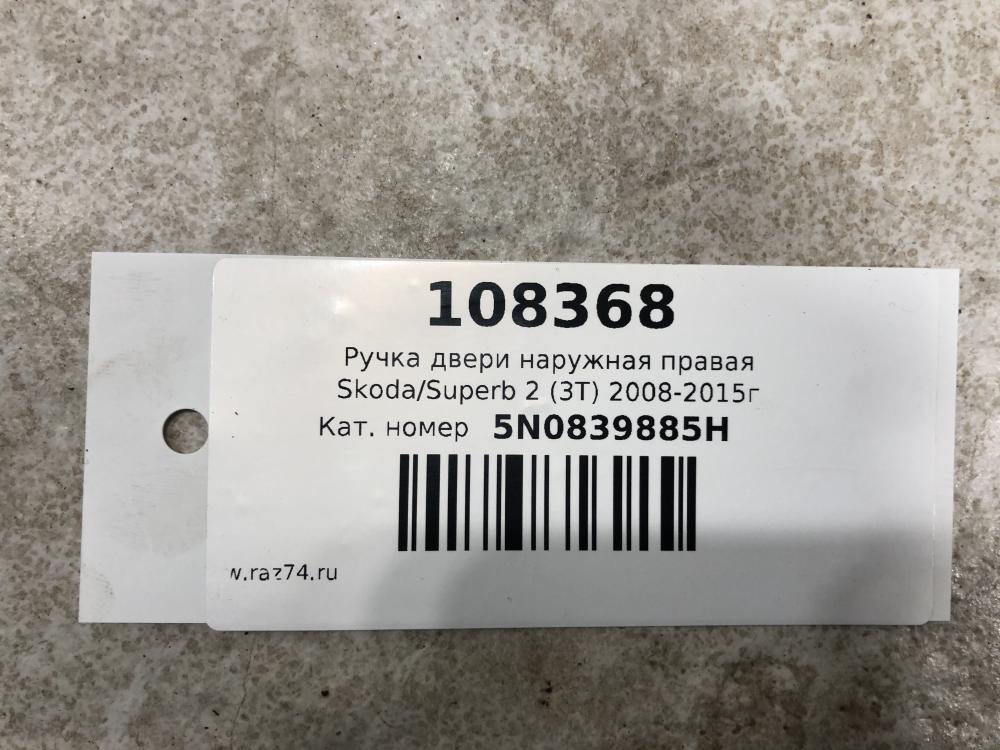 108368
Ручка двери наружная правая
Skoda/Superb 2 (3T) 2008-2015г
Кат. номер 5N0839885H
w.raz74.ru